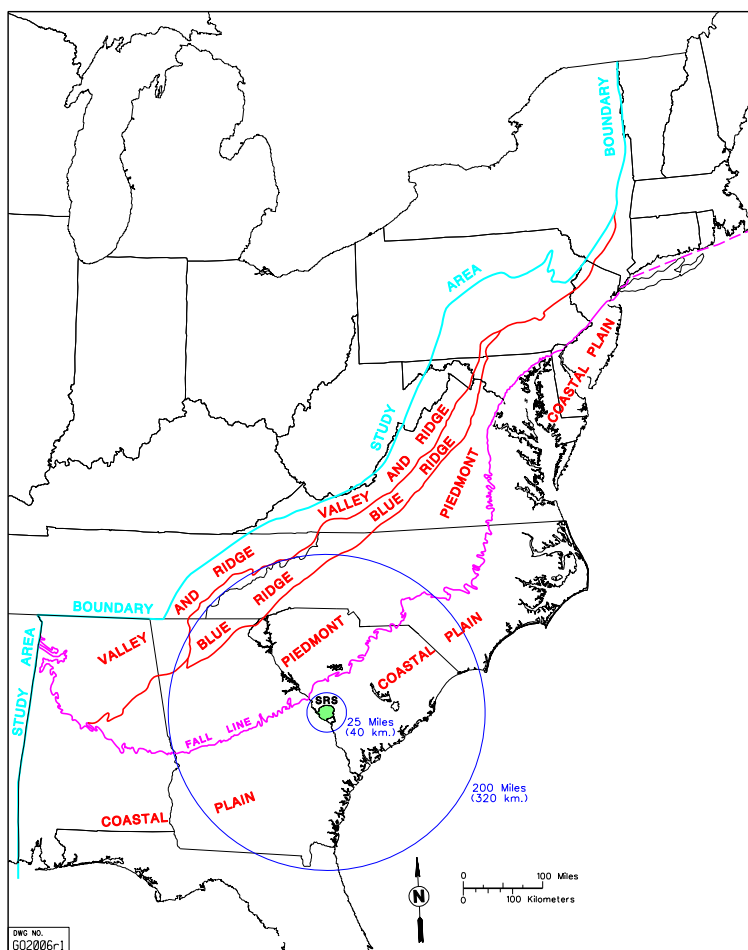 BOUNDARY
STUDY AREA
COASTAL PLAIN
VALLEY AND RIDGE
BLUE RIDGE
PIEDMONT
AND RIDGE
BLUE RIDGE
BOUNDARY
VALLEY
PIEDMONT
COASTAL PLAIN
STUDY AREA
SRS
25 Miles
(40 km.)
FALL LINE
200 Miles
(320 km.)
COASTAL PLAIN
0 100 Miles
0 100 Kilometers
N
DWG NO.
G02006r1